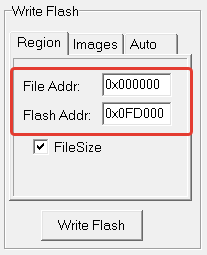 Write Flash
Region Images Auto
File Addr: 0x000000
Flash Addr: 0x0FD000
FileSize
Write Flash